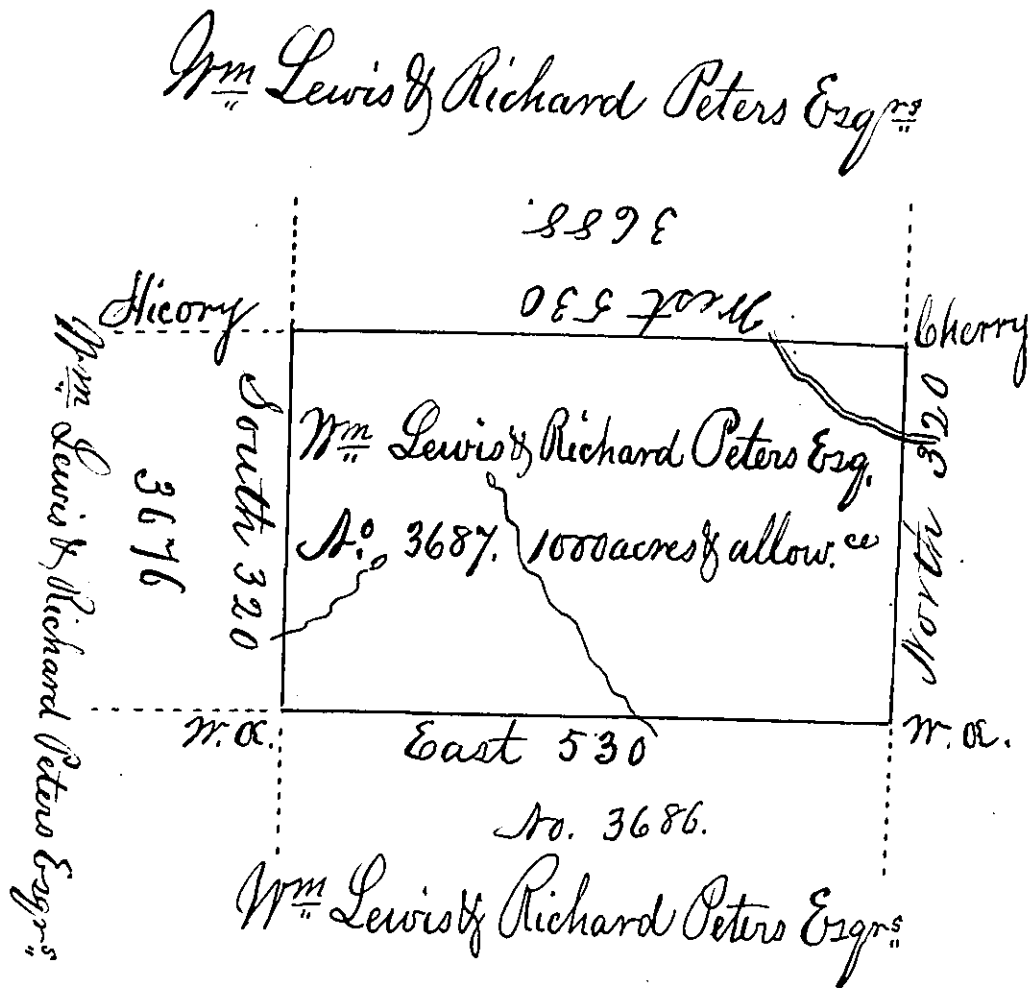 Wm Lewis & Richard Peters Esqrs
3688.
West 530
Hicory
Cherry
Wm Lewis & Richard Peters Esqrs
3676
South 320
Wm Lewis & Richard Peters Esq.
No. 3687. 1000 acres & allow.ce
North 320
W. O.
East 530
W. O.
No. 3686.
Wm Lewis & Richard Peters Esqrs